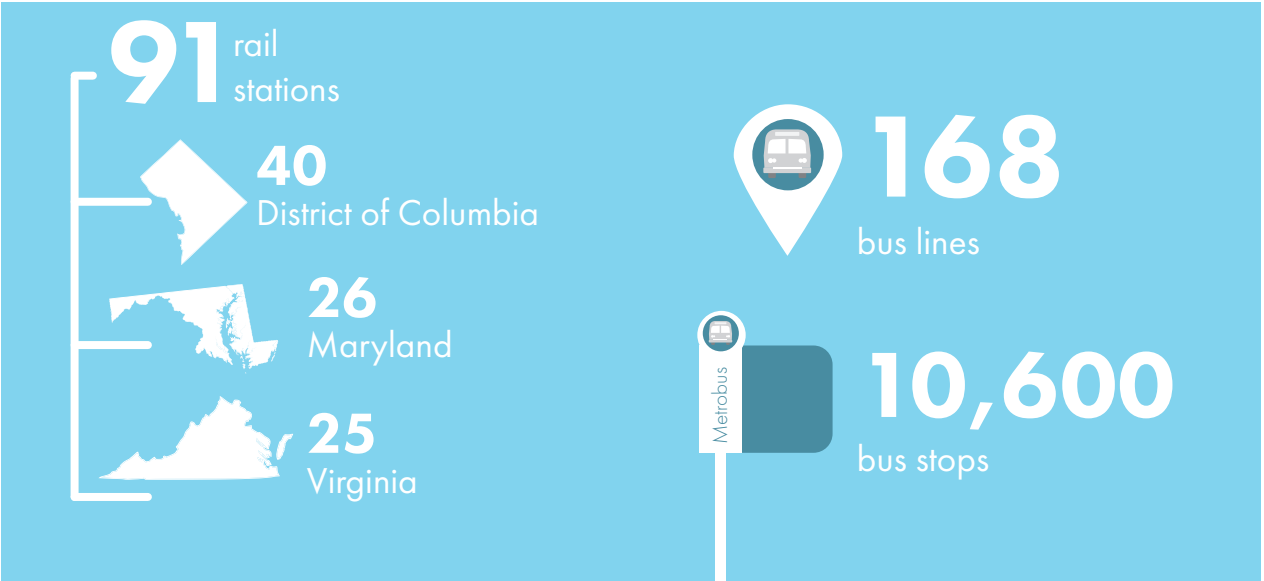 91 rail
stations
40
District of Columbia
26
Maryland
25
Virginia
168
bus lines
Metrobus
10,600
bus stops